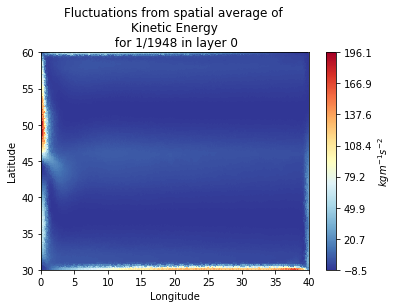 Fluctuations from spatial average of
Kinetic Energy
for 1/1948 in layer 0
60
55
50
45
40
35
30
Latitude
0 5 10 15 20 25 30 35 40
Longitude
196.1
166.9
137.6
108.4
79.2
49.9
20.7
−8.5
kgm⁻¹s⁻²